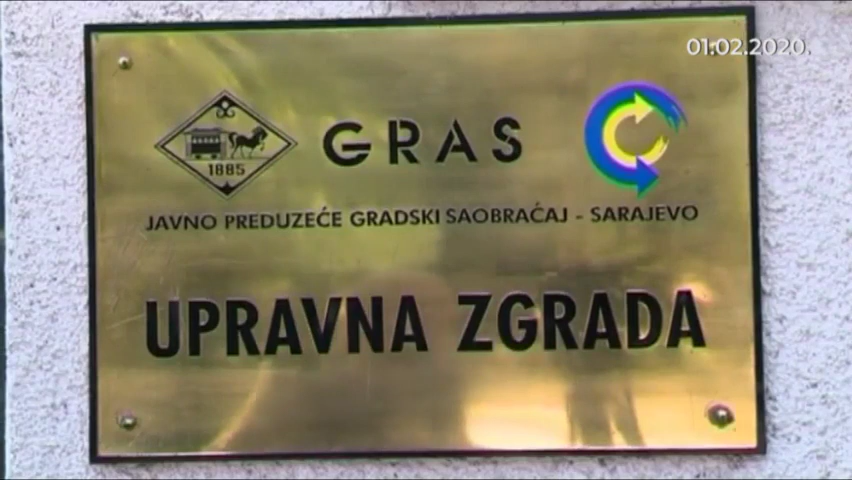 01.02.2020.
GRAS
1885
JAVNO PREDUZEĆE GRADSKI SAOBRAĆAJ - SARAJEVO
UPRAVNA ZGRADA